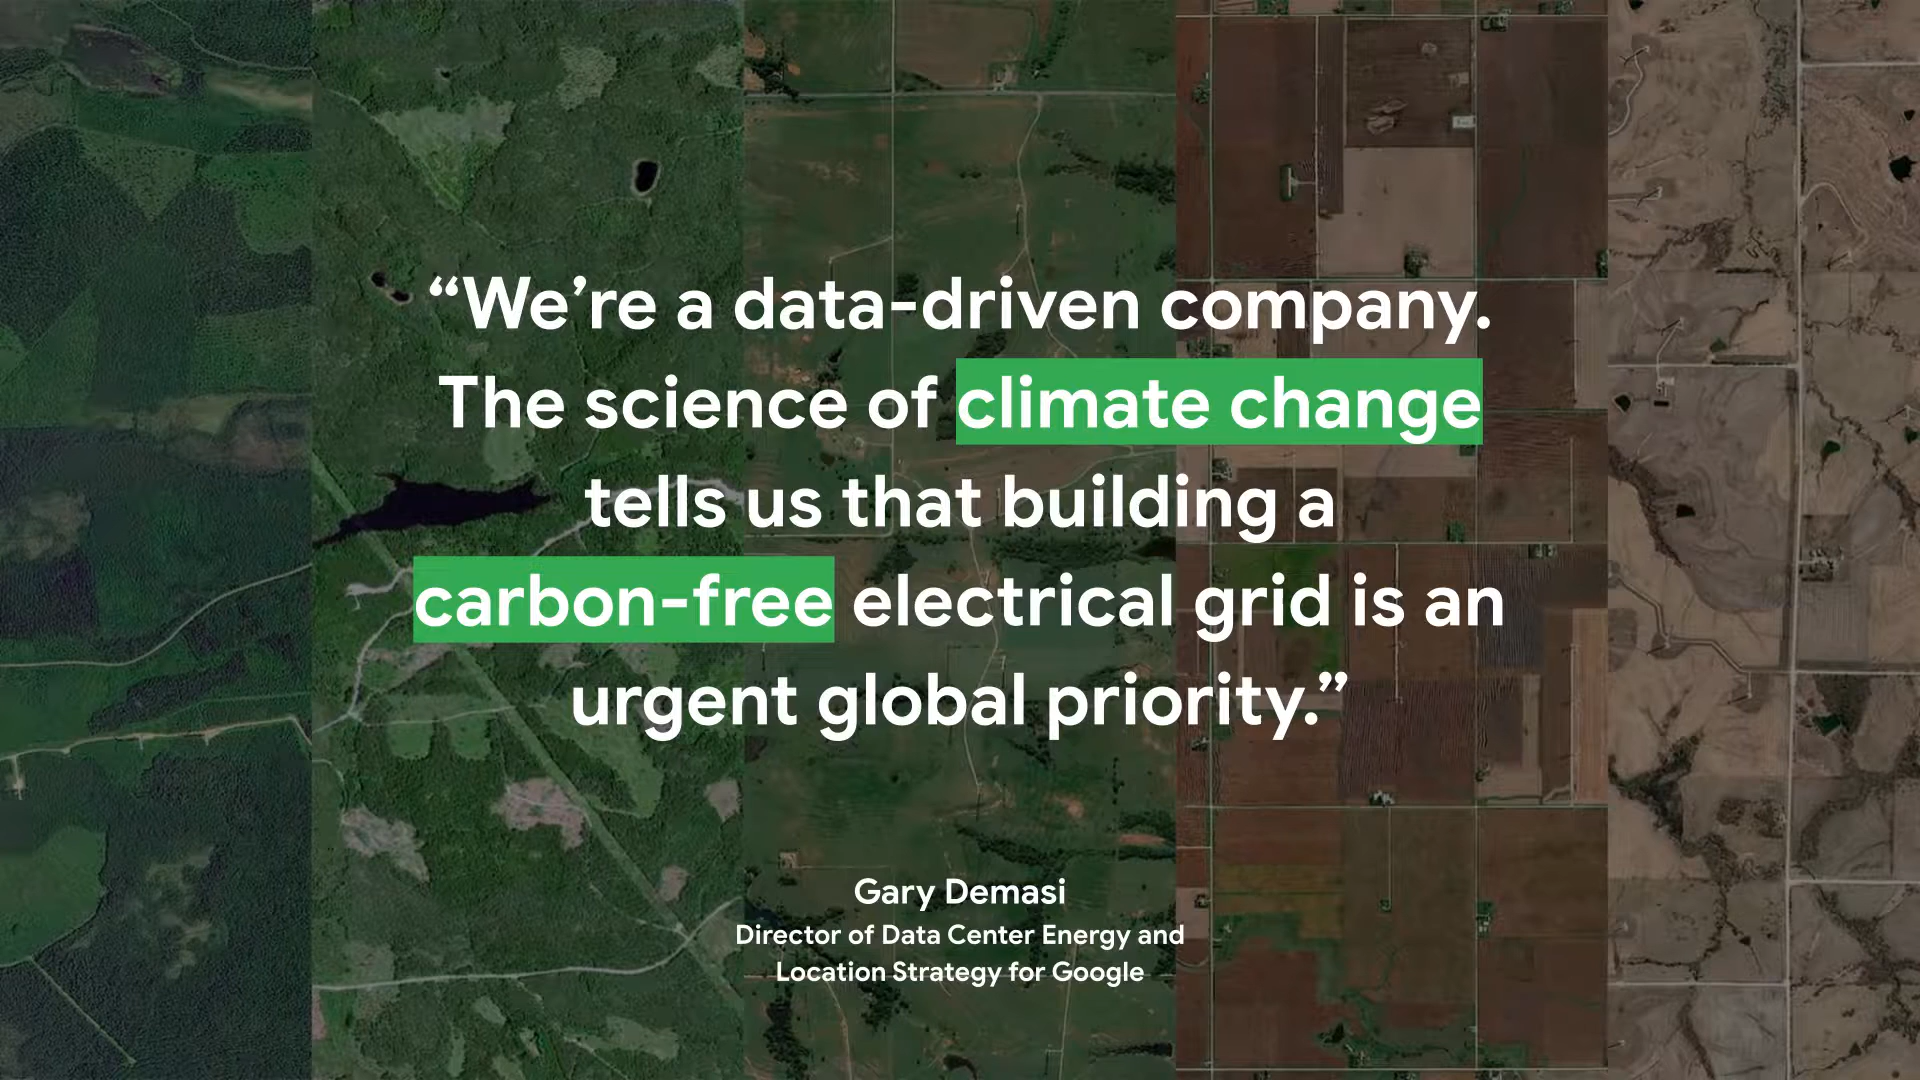 “We’re a data-driven company.
The science of climate change
tells us that building a
carbon-free electrical grid is an
urgent global priority.”
Gary Demasi
Director of Data Center Energy and
Location Strategy for Google